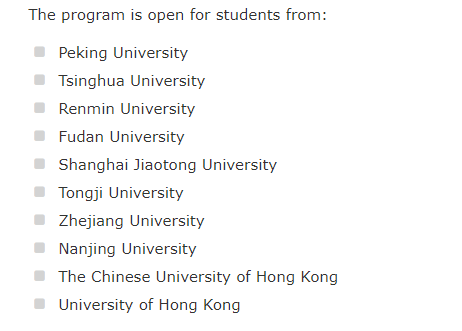 The program is open for students from:
Peking University
Tsinghua University
Renmin University
Fudan University
Shanghai Jiaotong University
Tongji University
Zhejiang University
Nanjing University
The Chinese University of Hong Kong
University of Hong Kong